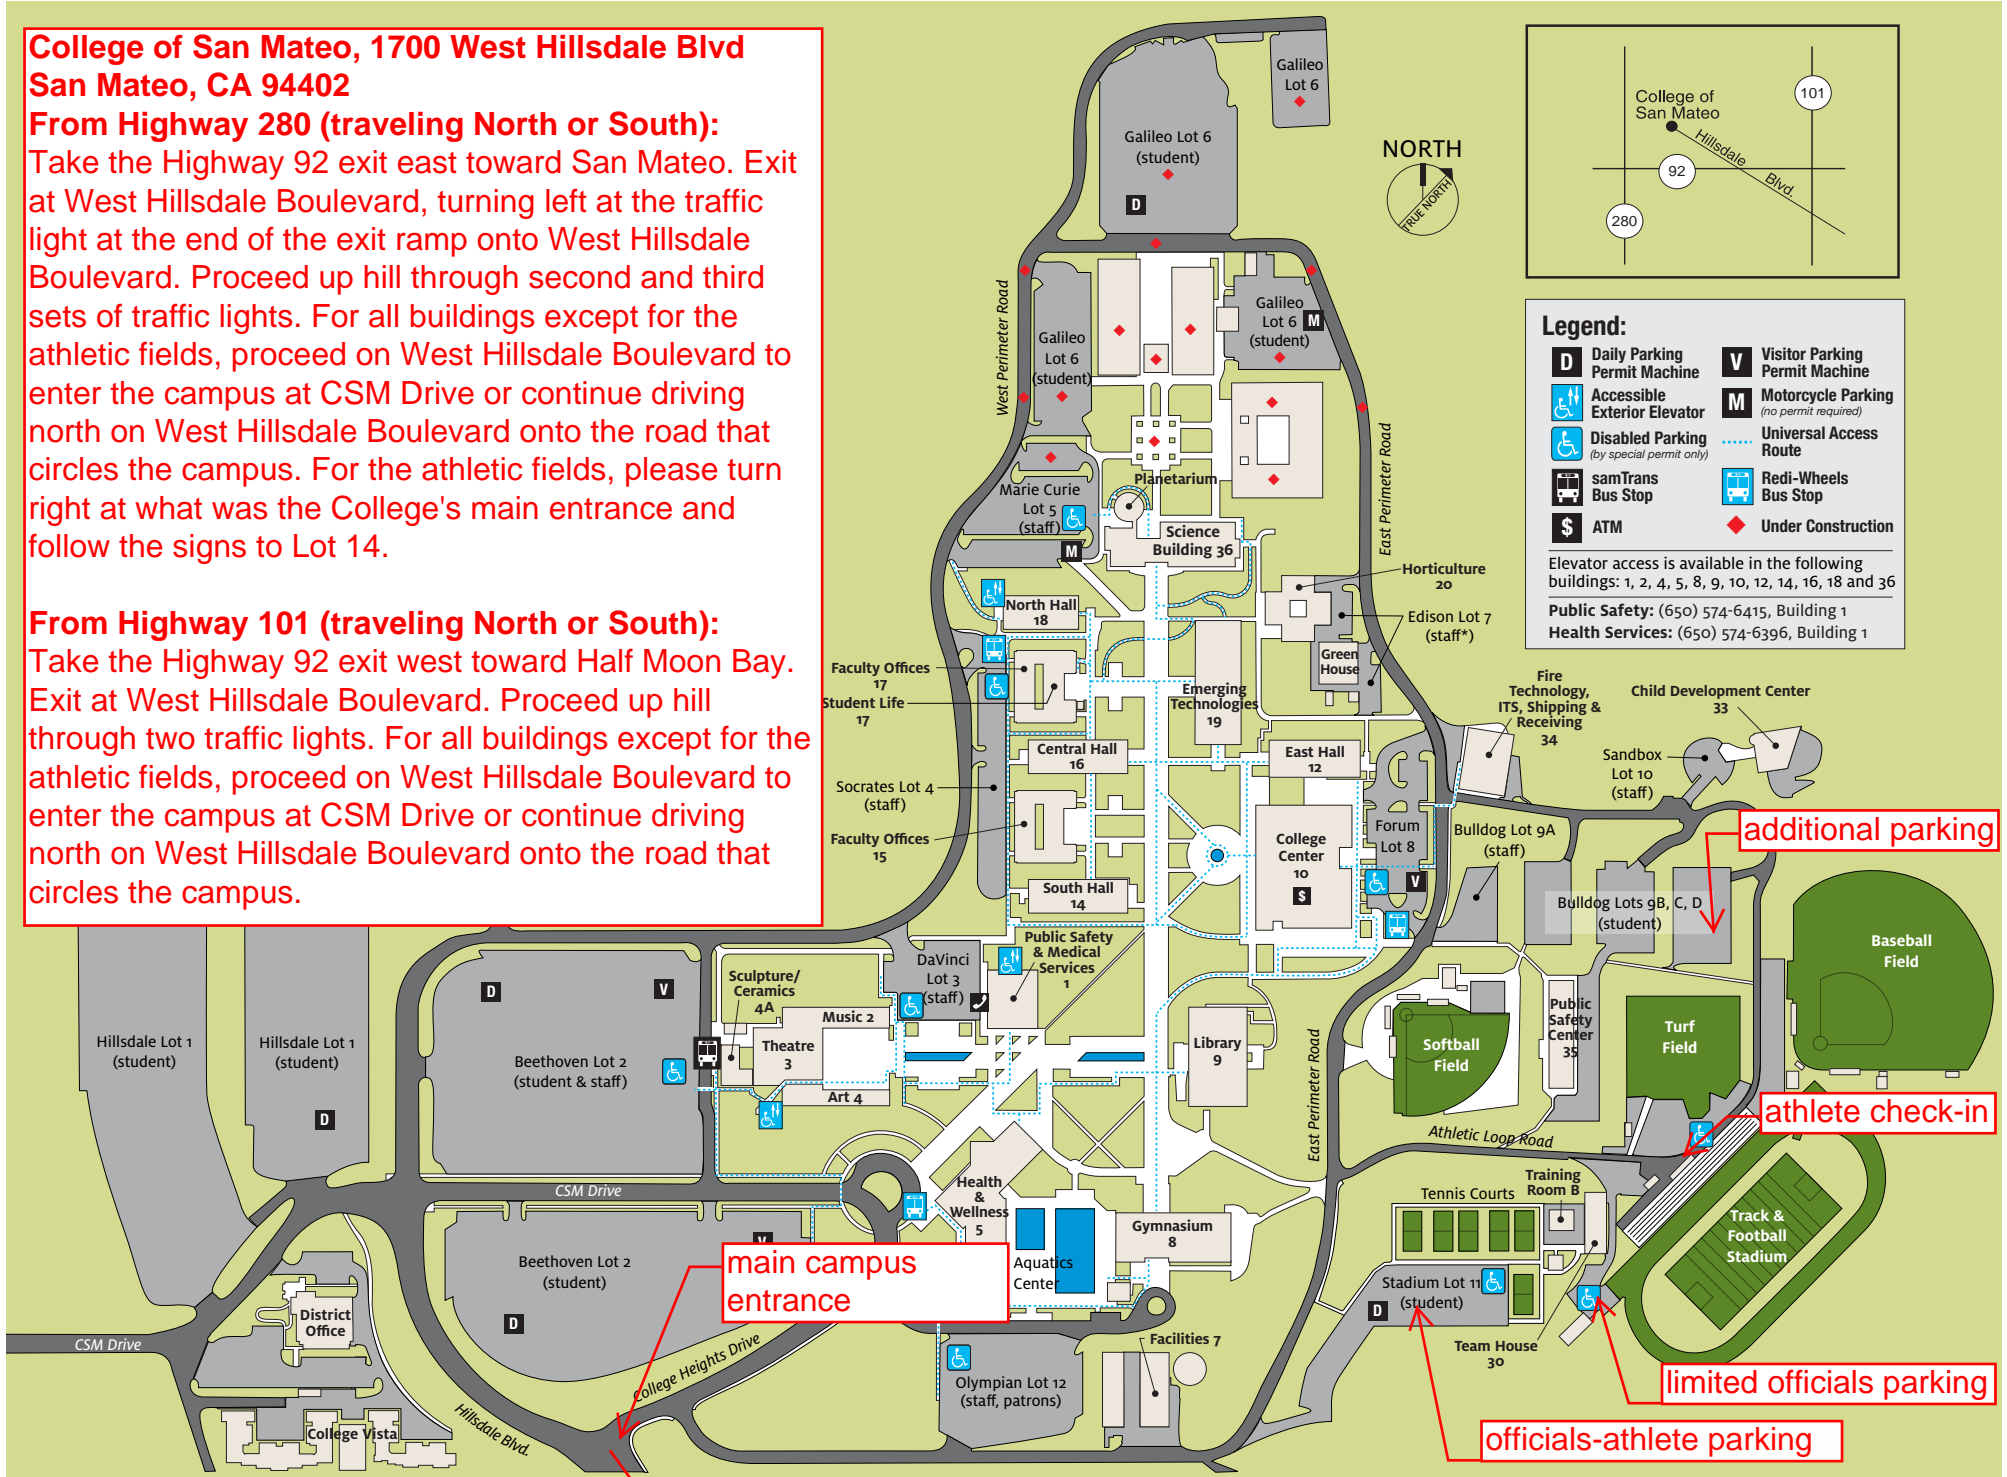 College of San Mateo, 1700 West Hillsdale Blvd
San Mateo, CA 94402
From Highway 280 (traveling North or South):
Take the Highway 92 exit east toward San Mateo. Exit
at West Hillsdale Boulevard, turning left at the traffic
light at the end of the exit ramp onto West Hillsdale
Boulevard. Proceed up hill through second and third
sets of traffic lights. For all buildings except for the
athletic fields, proceed on West Hillsdale Boulevard to
enter the campus at CSM Drive or continue driving
north on West Hillsdale Boulevard onto the road that
circles the campus. For the athletic fields, please turn
right at what was the College's main entrance and
follow the signs to Lot 14.
From Highway 101 (traveling North or South):
Take the Highway 92 exit west toward Half Moon Bay.
Exit at West Hillsdale Boulevard. Proceed up hill
through two traffic lights. For all buildings except for the
athletic fields, proceed on West Hillsdale Boulevard to
enter the campus at CSM Drive or continue driving
north on West Hillsdale Boulevard onto the road that
circles the campus.
Galileo
Lot 6
Galileo Lot 6
(student)
D
NORTH
TRUE NORTH
College of
San Mateo
101
Hillsdale
Blvd.
92
280
Legend:
D
Daily Parking
Permit Machine
V
Visitor Parking
Permit Machine
Accessible
Exterior Elevator
M
Motorcycle Parking
(no permit required)
Disabled Parking
(by special permit only)
Universal Access
Route
samTrans
Bus Stop
Redi-Wheels
Bus Stop
$
ATM
Under Construction
Elevator access is available in the following
buildings: 1, 2, 4, 5, 8, 9, 10, 12, 14, 16, 18 and 36
Public Safety: (650) 574-6415, Building 1
Health Services: (650) 574-6396, Building 1
West Perimeter Road
Galileo
Lot 6
(student)
Galileo
Lot 6
(student)
M
East Perimeter Road
Planetarium
Marie Curie
Lot 5
(staff)
M
Science
Building 36
Horticulture
20
Edison Lot 7
(staff*)
Green
House
North Hall
18
Faculty Offices
17
Student Life
17
Emerging
Technologies
19
Fire
Technology,
ITS, Shipping &
Receiving
34
Child Development Center
33
Sandbox
Lot 10
(staff)
Central Hall
16
East Hall
12
Socrates Lot 4
(staff)
Faculty Offices
15
College
Center
10
$
Forum
Lot 8
V
Bulldog Lot 9A
(staff)
additional parking
Bulldog Lots 9B, C, D
(student)
South Hall
14
Baseball
Field
Public Safety
& Medical
Services
1
DaVinci
Lot 3
(staff)
Sculpture/
Ceramics
4A
D
V
Music 2
Theatre
3
Art 4
Library
9
Softball
Field
Public
Safety
Center
35
Turf
Field
East Perimeter Road
Hillsdale Lot 1
(student)
Hillsdale Lot 1
(student)
D
Beethoven Lot 2
(student & staff)
athlete check-in
Athletic Loop Road
CSM Drive
Health
&
Wellness
5
Gymnasium
8
Aquatics
Center
Tennis Courts
Training
Room B
Track &
Football
Stadium
Beethoven Lot 2
(student)
V
D
main campus
entrance
Stadium Lot 11
(student)
D
Team House
30
District
Office
CSM Drive
College Heights Drive
Facilities 7
Olympian Lot 12
(staff, patrons)
limited officials parking
officials-athlete parking
Hillsdale Blvd.
College Vista